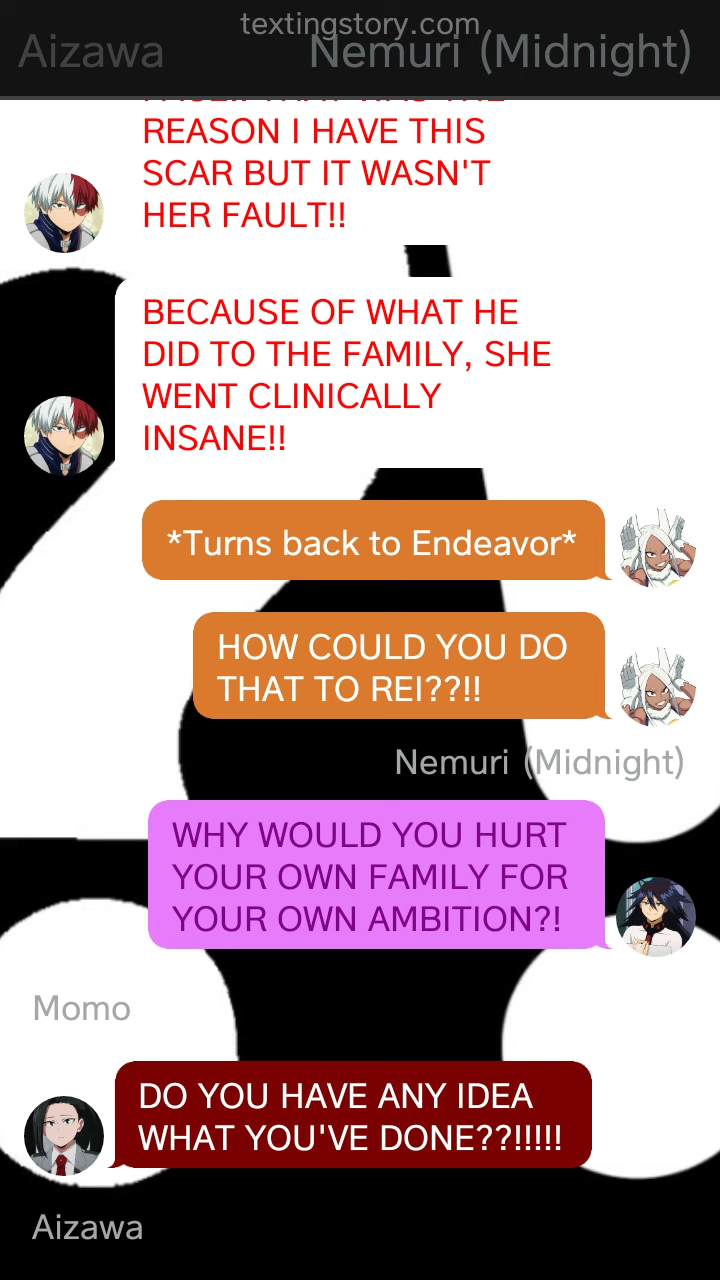 textingstory.com
Aizawa
Nemuri (Midnight)
REASON I HAVE THIS
SCAR BUT IT WASN'T
HER FAULT!!
BECAUSE OF WHAT HE
DID TO THE FAMILY, SHE
WENT CLINICALLY
INSANE!!
*Turns back to Endeavor*
HOW COULD YOU DO
THAT TO REI??!!
Nemuri (Midnight)
WHY WOULD YOU HURT
YOUR OWN FAMILY FOR
YOUR OWN AMBITION?!
Momo
DO YOU HAVE ANY IDEA
WHAT YOU'VE DONE??!!!!!
Aizawa